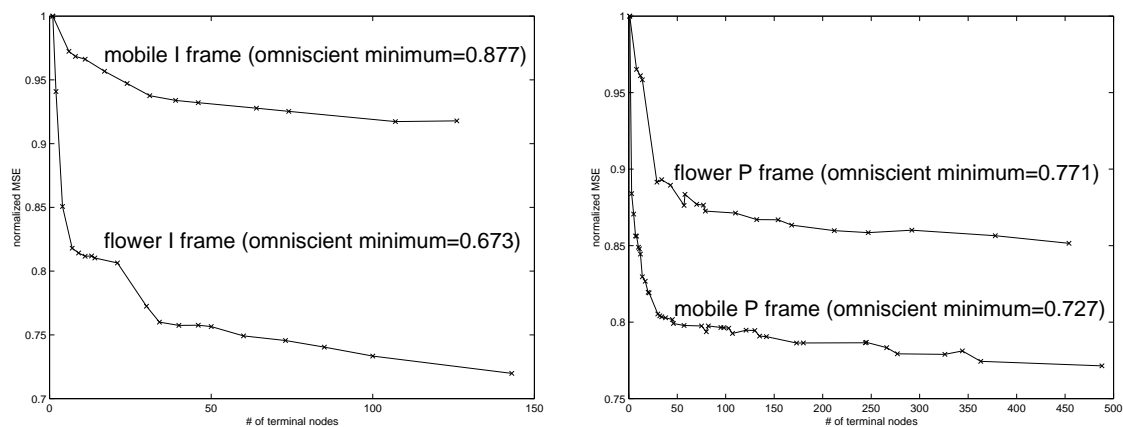 1
0.95
0.9
0.85
0.8
0.75
0.7
normalized MSE
mobile I frame (omniscient minimum=0.877)
flower I frame (omniscient minimum=0.673)
0 50 100 150
# of terminal nodes
1
0.95
0.9
0.85
0.8
0.75
normalized MSE
flower P frame (omniscient minimum=0.771)
mobile P frame (omniscient minimum=0.727)
0 50 100 150 200 250 300 350 400 450 500
# of terminal nodes